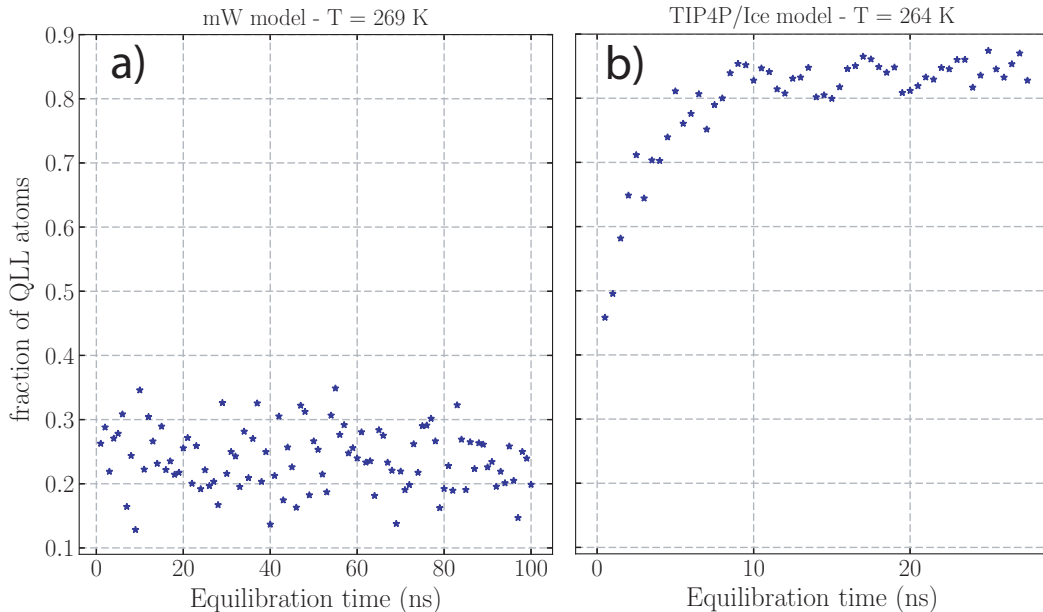 mW model - T = 269 K
TIP4P/Ice model - T = 264 K
a)
b)
fraction of QLL atoms
0.9
0.8
0.7
0.6
0.5
0.4
0.3
0.2
0.1
0 20 40 60 80 100
0 10 20
Equilibration time (ns)
Equilibration time (ns)